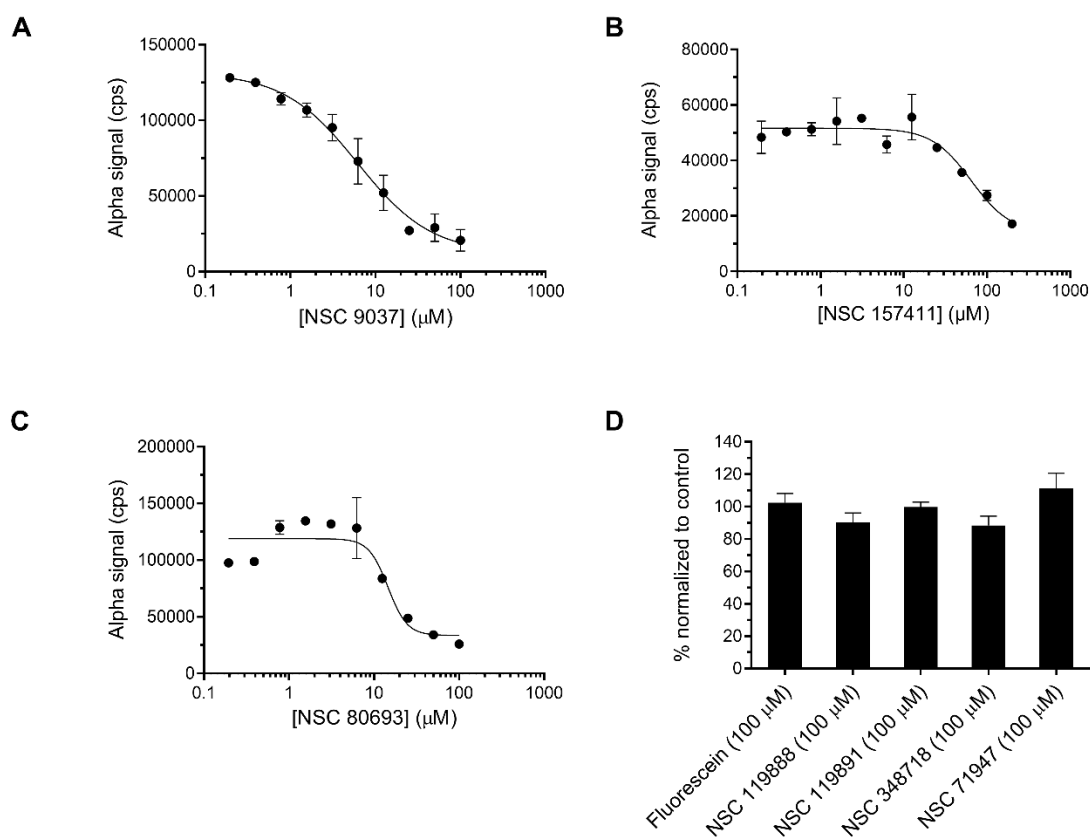 A
150000
100000
50000
0
Alpha signal (cps)
0.1
1
10
100
1000
[NSC 9037] (μM)
B
80000
60000
40000
20000
0
Alpha signal (cps)
0.1
1
10
100
1000
[NSC 157411] (μM)
C
200000
150000
100000
50000
0
Alpha signal (cps)
0.1
1
10
100
1000
[NSC 80693] (μM)
D
140
120
100
80
60
40
20
0
% normalized to control
Fluorescein (100 μM)
NSC 119888 (100 μM)
NSC 119891 (100 μM)
NSC 348718 (100 μM)
NSC 71947 (100 μM)